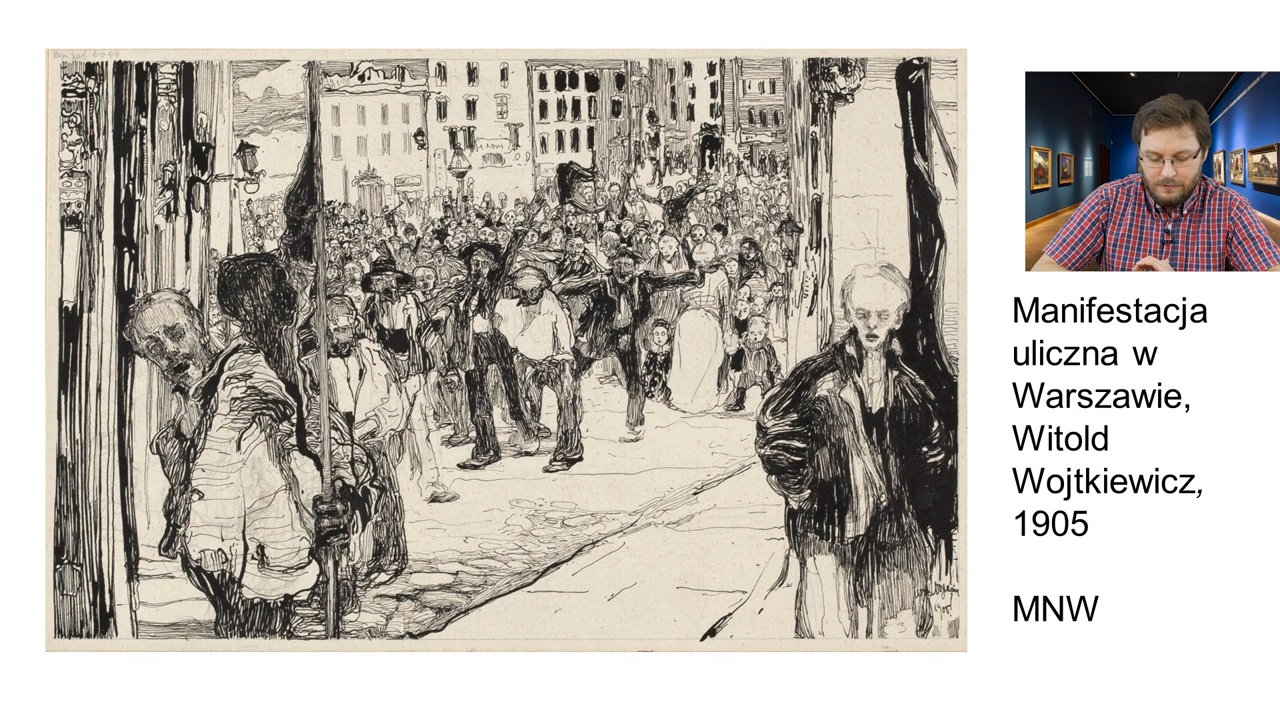 Manifestacja
uliczna w
Warszawie,
Witold
Wojtkiewicz,
1905
MNW